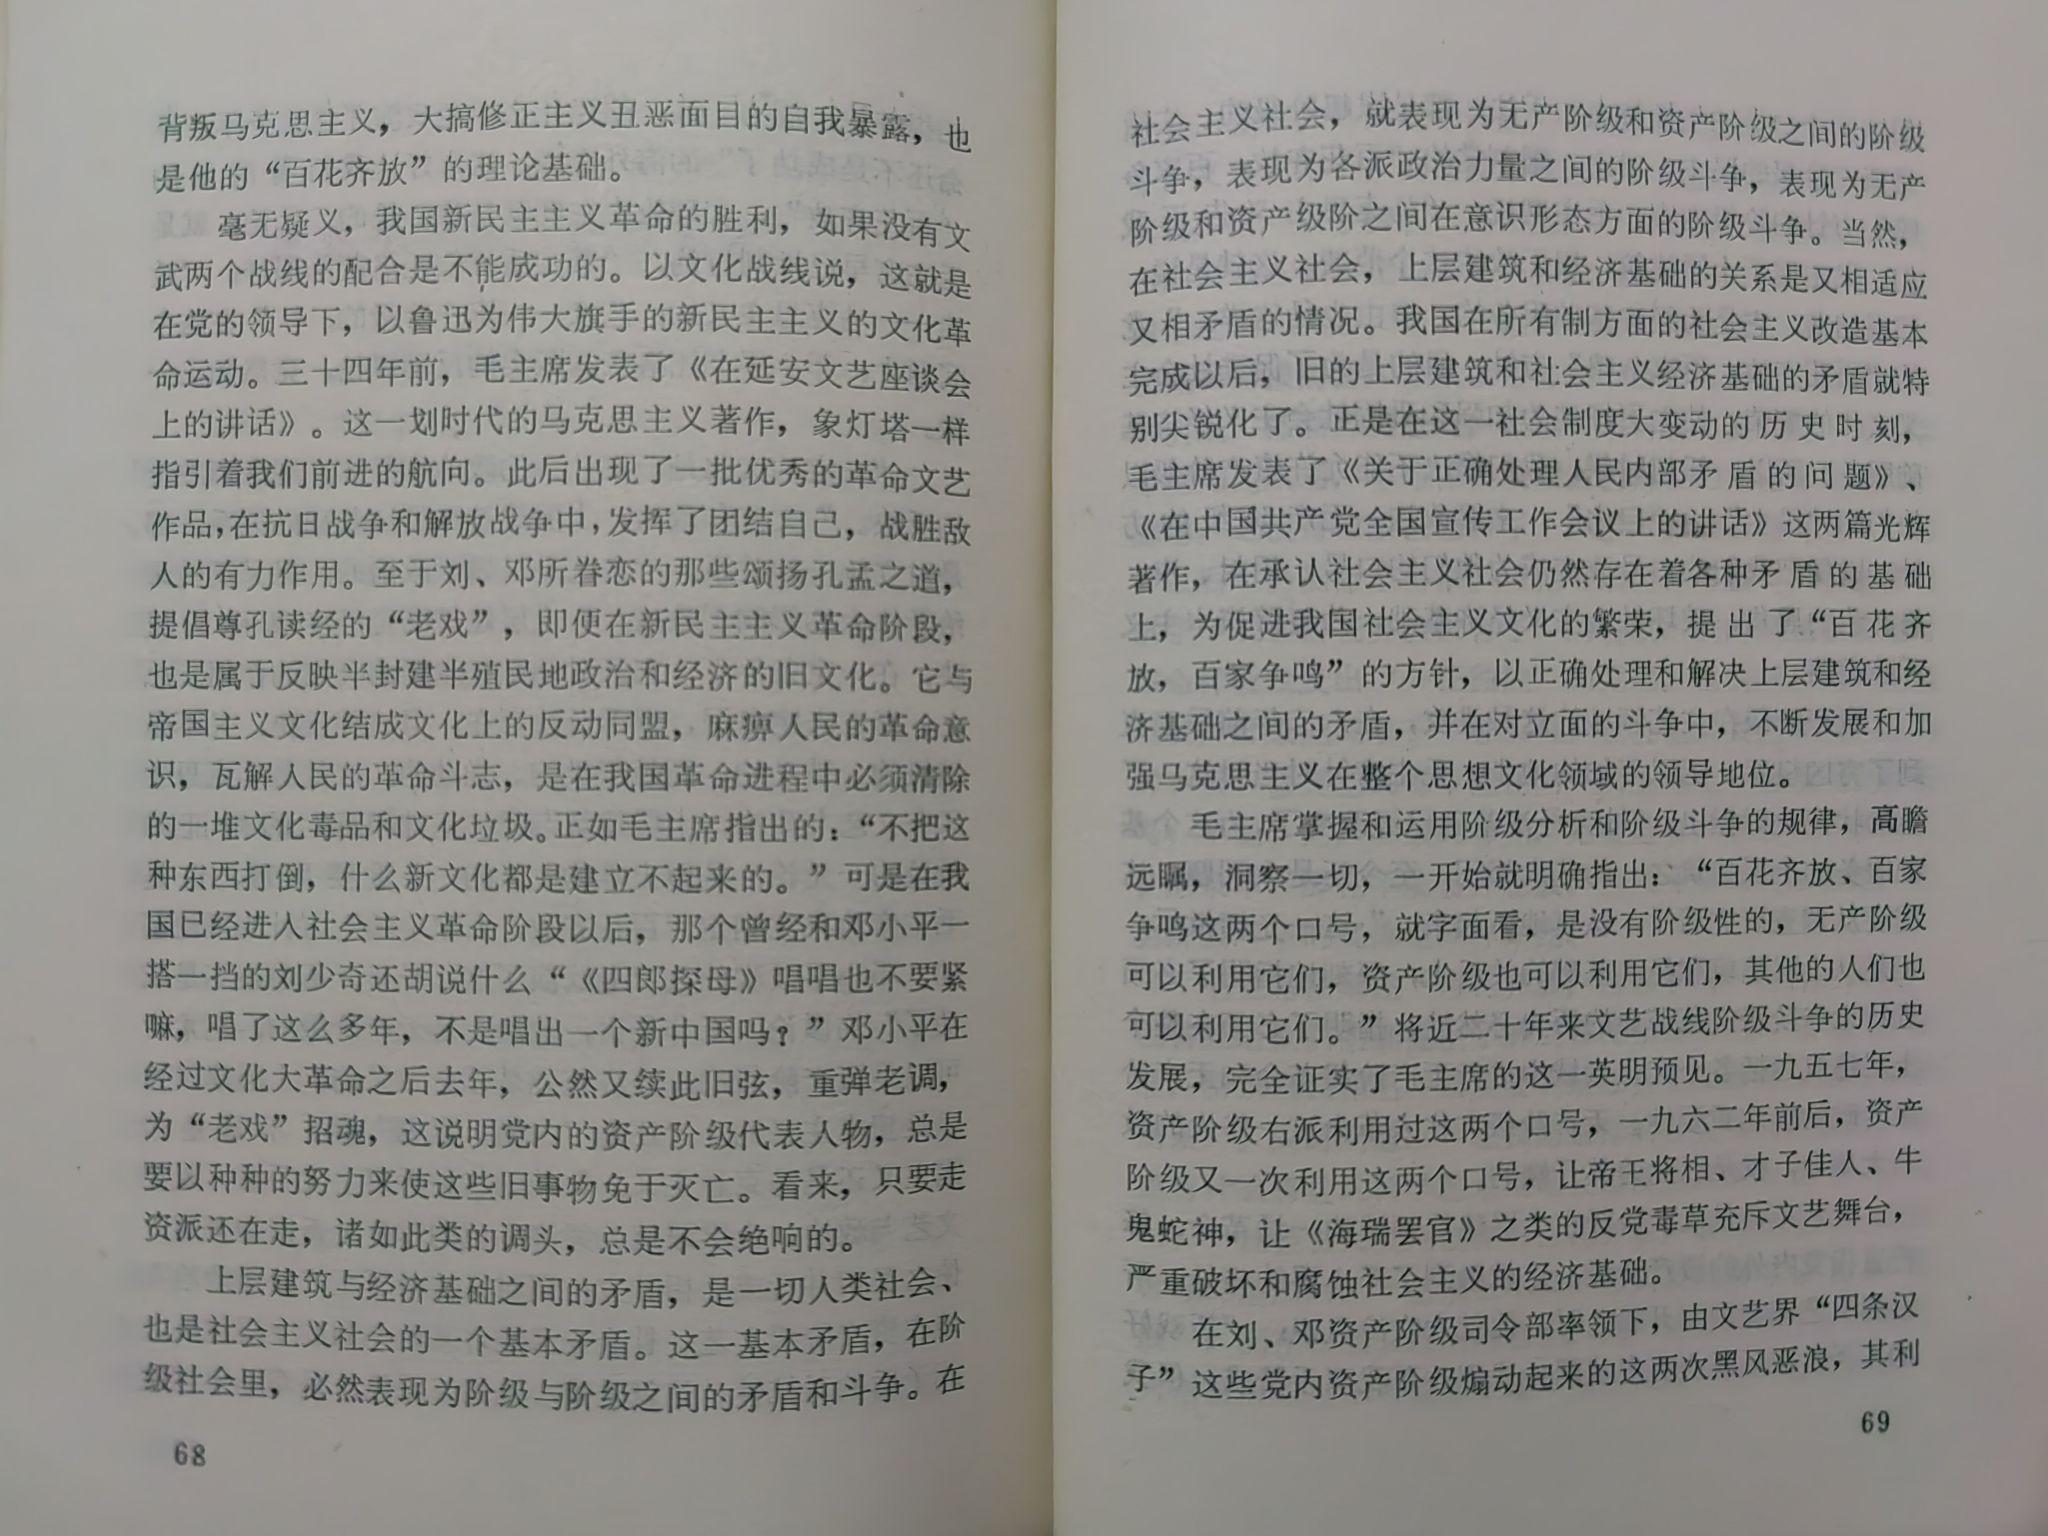 背叛马克思主义，大搞修正主义丑恶面目的自我暴露，也
是他的“百花齐放”的理论基础。
毫无疑义，我国新民主主义革命的胜利，如果没有文
武两个战线的配合是不能成功的。以文化战线说，这就是
在党的领导下，以鲁迅为伟大旗手的新民主主义的文化革
命运动。三十四年前，毛主席发表了《在延安文艺座谈会
上的讲话》。这一划时代的马克思主义著作，象灯塔一样
指引着我们前进的航向。此后出现了一批优秀的革命文艺
作品，在抗日战争和解放战争中，发挥了团结自己，战胜敌
人的有力作用。至于刘、邓所眷恋的那些颂扬孔孟之道，
提倡尊孔读经的“老戏”，即便在新民主主义革命阶段，
也是属于反映半封建半殖民地政治和经济的旧文化。它与
帝国主义文化结成文化上的反动同盟，麻痹人民的革命意
识，瓦解人民的革命斗志，是在我国革命进程中必须清除
的一堆文化毒品和文化垃圾。正如毛主席指出的：“不把这
种东西打倒，什么新文化都是建立不起来的。”可是在我
国已经进入社会主义革命阶段以后，那个曾经和邓小平一
搭一挡的刘少奇还胡说什么“《四郎探母》唱唱也不要紧
嘛，唱了这么多年，不是唱出一个新中国吗？”邓小平在
经过文化大革命之后去年，公然又续此旧弦，重弹老调，
为“老戏”招魂，这说明党内的资产阶级代表人物，总是
要以种种的努力来使这些旧事物免于灭亡。看来，只要走
资派还在走，诸如此类的调头，总是不会绝响的。
上层建筑与经济基础之间的矛盾，是一切人类社会、
也是社会主义社会的一个基本矛盾。这一基本矛盾，在阶
级社会里，必然表现为阶级与阶级之间的矛盾和斗争。在
68
社会主义社会，就表现为无产阶级和资产阶级之间的阶级
斗争，表现为各派政治力量之间的阶级斗争，表现为无产
阶级和资产级阶之间在意识形态方面的阶级斗争。当然，
在社会主义社会，上层建筑和经济基础的关系是又相适应
又相矛盾的情况。我国在所有制方面的社会主义改造基本
完成以后，旧的上层建筑和社会主义经济基础的矛盾就特
别尖锐化了。正是在这一社会制度大变动的历史时刻，
毛主席发表了《关于正确处理人民内部矛盾的问题》、
《在中国共产党全国宣传工作会议上的讲话》这两篇光辉
著作，在承认社会主义社会仍然存在着各种矛盾的基础
上，为促进我国社会主义文化的繁荣，提出了“百花齐
放，百家争鸣”的方针，以正确处理和解决上层建筑和经
济基础之间的矛盾，并在对立面的斗争中，不断发展和加
强马克思主义在整个思想文化领域的领导地位。
毛主席掌握和运用阶级分析和阶级斗争的规律，高瞻
远瞩，洞察一切，一开始就明确指出：“百花齐放、百家
争鸣这两个口号，就字面看，是没有阶级性的，无产阶级
可以利用它们，资产阶级也可以利用它们，其他的人们也
可以利用它们。”将近二十年来文艺战线阶级斗争的历史
发展，完全证实了毛主席的这一英明预见。一九五七年，
资产阶级右派利用过这两个口号，一九六二年前后，资产
阶级又一次利用这两个口号，让帝王将相、才子佳人、牛
鬼蛇神，让《海瑞罢官》之类的反党毒草充斥文艺舞台，
严重破坏和腐蚀社会主义的经济基础。
在刘、邓资产阶级司令部率领下，由文艺界“四条汉
子”这些党内资产阶级煽动起来的这两次黑风恶浪，其利
69